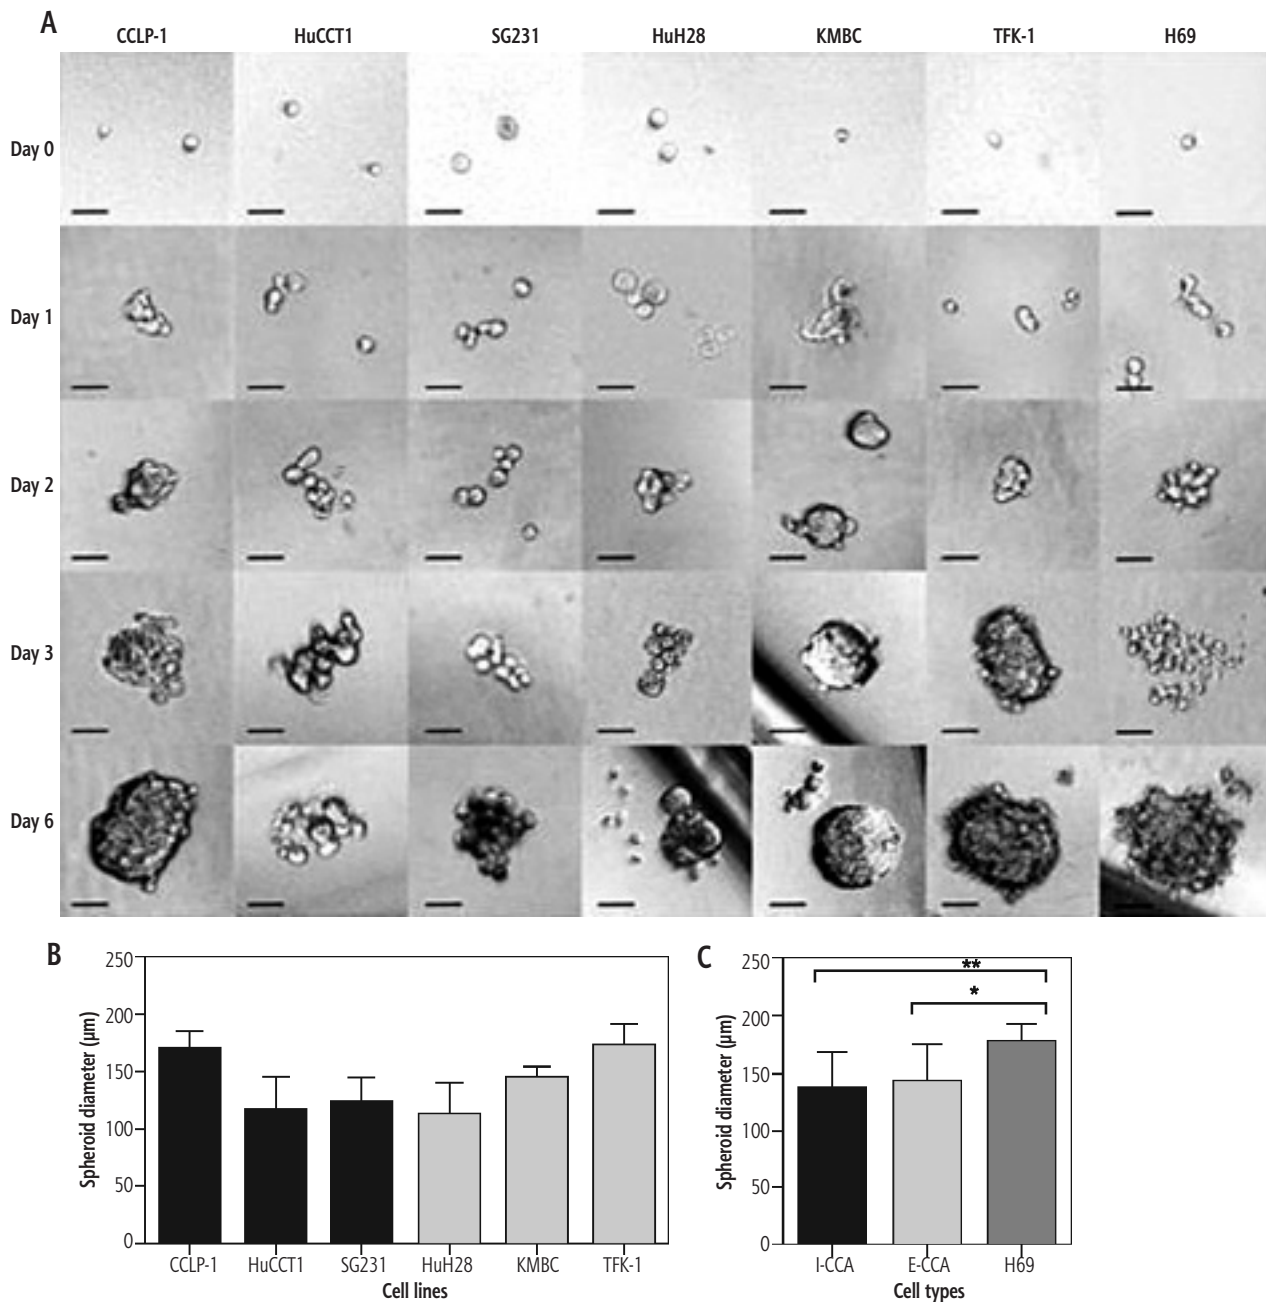 A
CCLP-1 HuCCT1 SG231 HuH28 KMBC TFK-1 H69
Day 0
Day 1
Day 2
Day 3
Day 6
B
Spheroid diameter (µm)
250
200
150
100
50
0
CCLP-1 HuCCT1 SG231 HuH28 KMBC TFK-1
Cell lines
C
Spheroid diameter (µm)
250
200
150
100
50
0
**
*
I-CCA E-CCA H69
Cell types